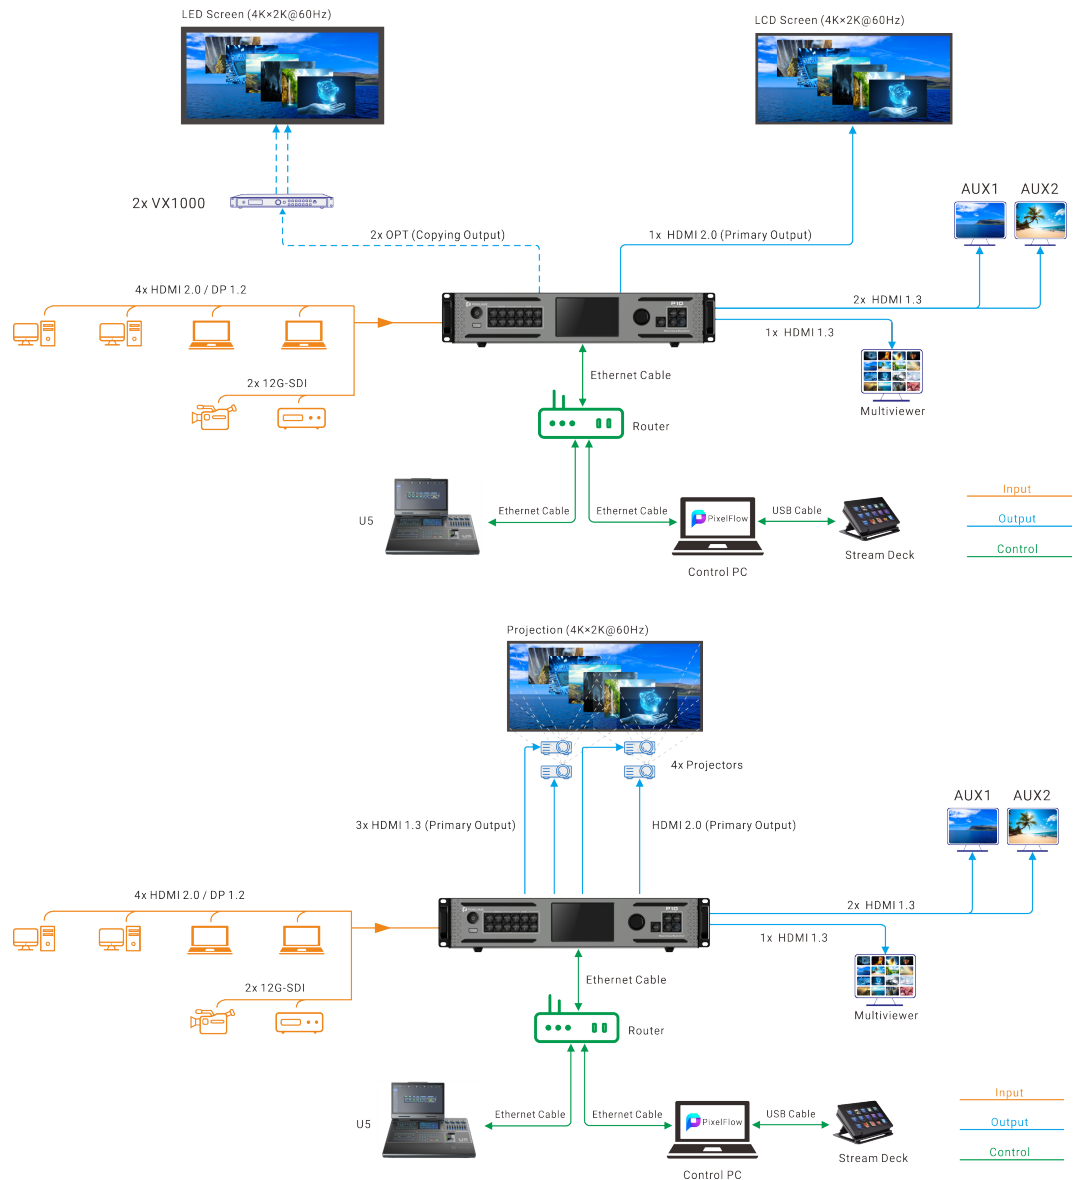 LED Screen (4K×2K@60Hz)
LCD Screen (4K×2K@60Hz)
AUX1
AUX2
2x VX1000
2x OPT (Copying Output)
1x HDMI 2.0 (Primary Output)
4x HDMI 2.0 / DP 1.2
P10
2x HDMI 1.3
1x HDMI 1.3
Ethernet Cable
2x 12G-SDI
Multiviewer
Router
Input
U5
Ethernet Cable
Ethernet Cable
PixelFlow
USB Cable
Output
Control
Stream Deck
Control PC
Projection (4K×2K@60Hz)
4x Projectors
AUX1
AUX2
3x HDMI 1.3 (Primary Output)
HDMI 2.0 (Primary Output)
4x HDMI 2.0 / DP 1.2
P10
2x HDMI 1.3
1x HDMI 1.3
Ethernet Cable
2x 12G-SDI
Multiviewer
Router
Input
U5
Ethernet Cable
Ethernet Cable
PixelFlow
USB Cable
Output
Control
Stream Deck
Control PC